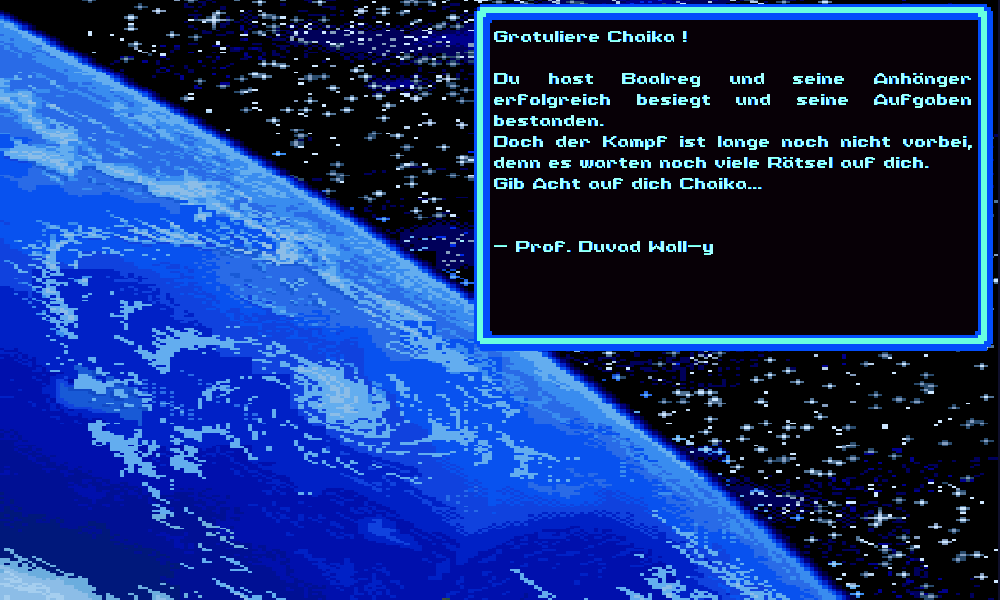 Gratuliere Chaika !
Du hast Baalreg und seine Anhänger
erfolgreich besiegt und seine Aufgaben
bestanden.
Doch der Kampf ist lange noch nicht vorbei,
denn es warten noch viele Rätsel auf dich.
Gib Acht auf dich Chaika...
— Prof. Duvad Wall-y